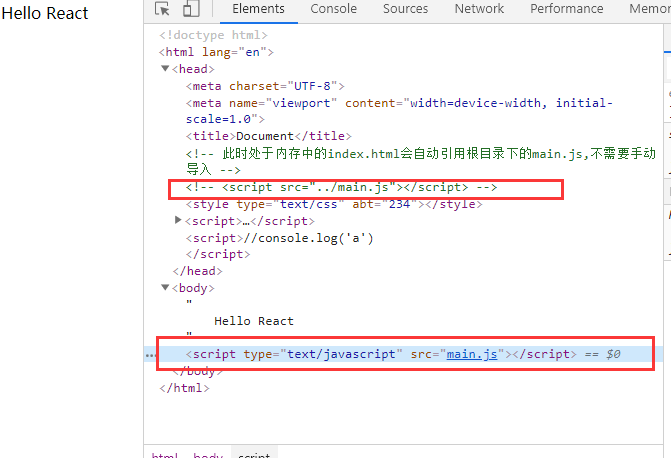 Hello React
Elements Console Sources Network Performance Memor
<!doctype html>
<html lang="en">
<head>
<meta charset="UTF-8">
<meta name="viewport" content="width=device-width, initial-
scale=1.0">
<title>Document</title>
<!-- 此时处于内存中的index.html会自动引用根目录下的main.js,不需要手动
导入 -->
<!-- <script src="../main.js"></script> -->
<style type="text/css" abt="234"></style>
<script>…</script>
<script>//console.log('a')
</script>
</head>
<body>
"
Hello React
"
<script type="text/javascript" src="main.js"></script> == $0
</body>
</html>
html body script